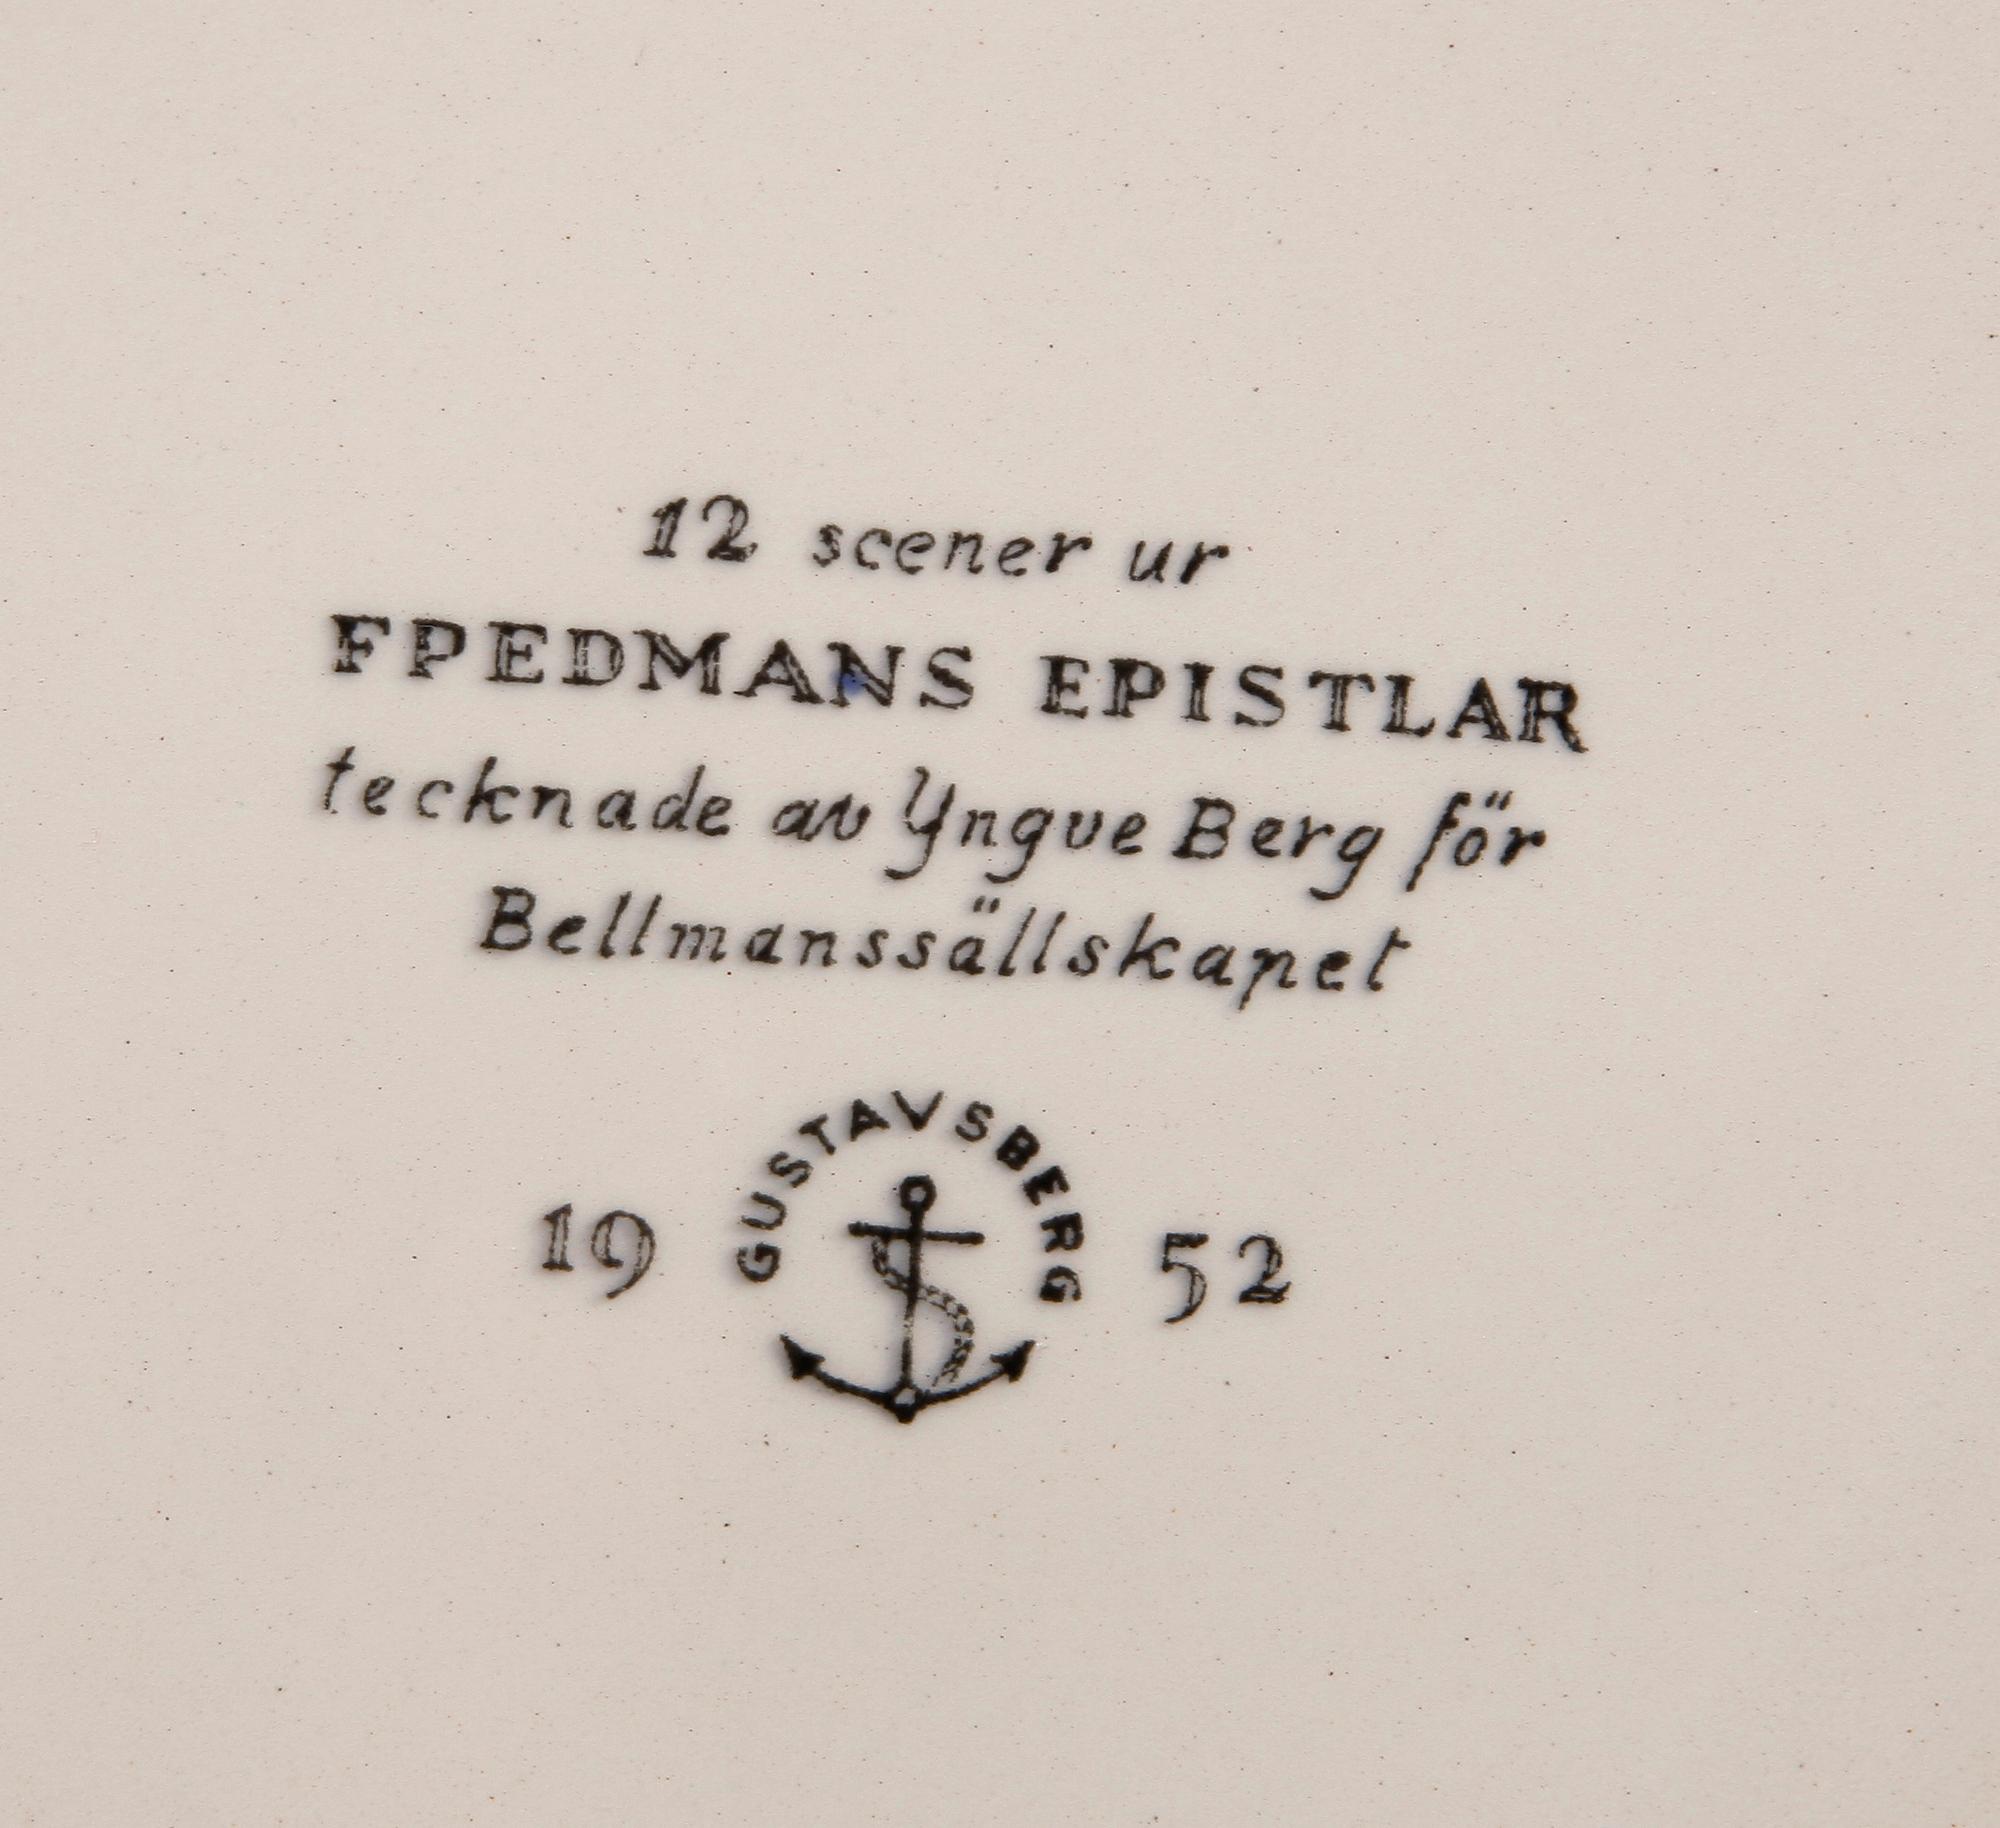 12 scener ur
FPEDMANS EPISTLAR
tecknade av Yngve Berg för
Bellmanssällskapet
GUSTAVSBERG
19 52